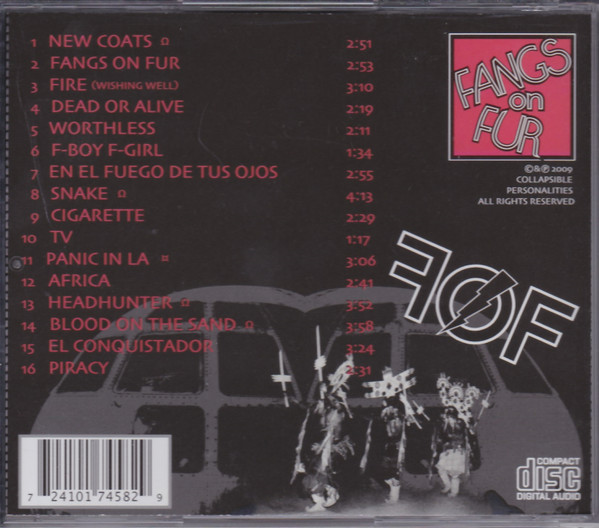 1 NEW COATS Ω 2:51
2 FANGS ON FUR 2:53
3 FIRE (WISHING WELL) 3:10
4 DEAD OR ALIVE 2:19
5 WORTHLESS 2:11
6 F-BOY F-GIRL 1:34
7 EN EL FUEGO DE TUS OJOS 2:55
8 SNAKE Ω 4:13
9 CIGARETTE 2:29
10 TV 1:17
11 PANIC IN LA ¤ 3:06
12 AFRICA 2:41
13 HEADHUNTER Ω 3:52
14 BLOOD ON THE SAND Ω 3:58
15 EL CONQUISTADOR 3:24
16 PIRACY 2:31
FANGS
on
FUR
©&℗ 2009
COLLAPSIBLE
PERSONALITIES
ALL RIGHTS RESERVED
FOF
7 24101 74582 9
COMPACT
disc
DIGITAL AUDIO